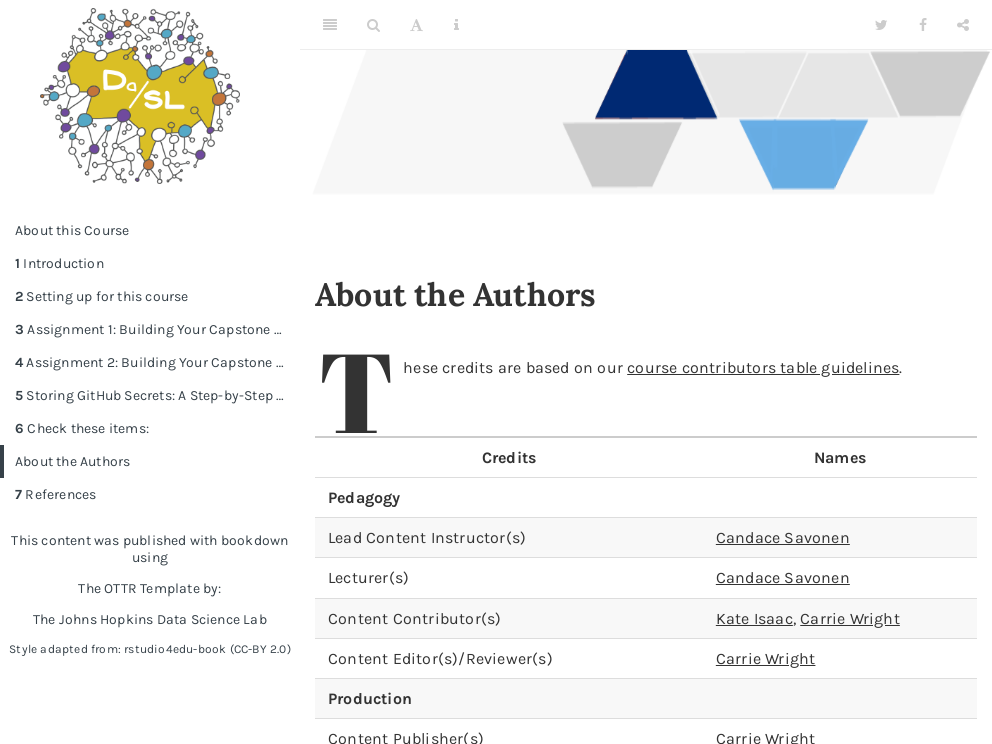 Da
SL
About this Course
1 Introduction
2 Setting up for this course
3 Assignment 1: Building Your Capstone ...
4 Assignment 2: Building Your Capstone ...
5 Storing GitHub Secrets: A Step-by-Step ...
6 Check these items:
About the Authors
7 References
This content was published with bookdown
using
The OTTR Template by:
The Johns Hopkins Data Science Lab
Style adapted from: rstudio4edu-book (CC-BY 2.0)
About the Authors
These credits are based on our course contributors table guidelines.
Credits Names
Pedagogy
Lead Content Instructor(s) Candace Savonen
Lecturer(s) Candace Savonen
Content Contributor(s) Kate Isaac, Carrie Wright
Content Editor(s)/Reviewer(s) Carrie Wright
Production
Content Publisher(s) Carrie Wright